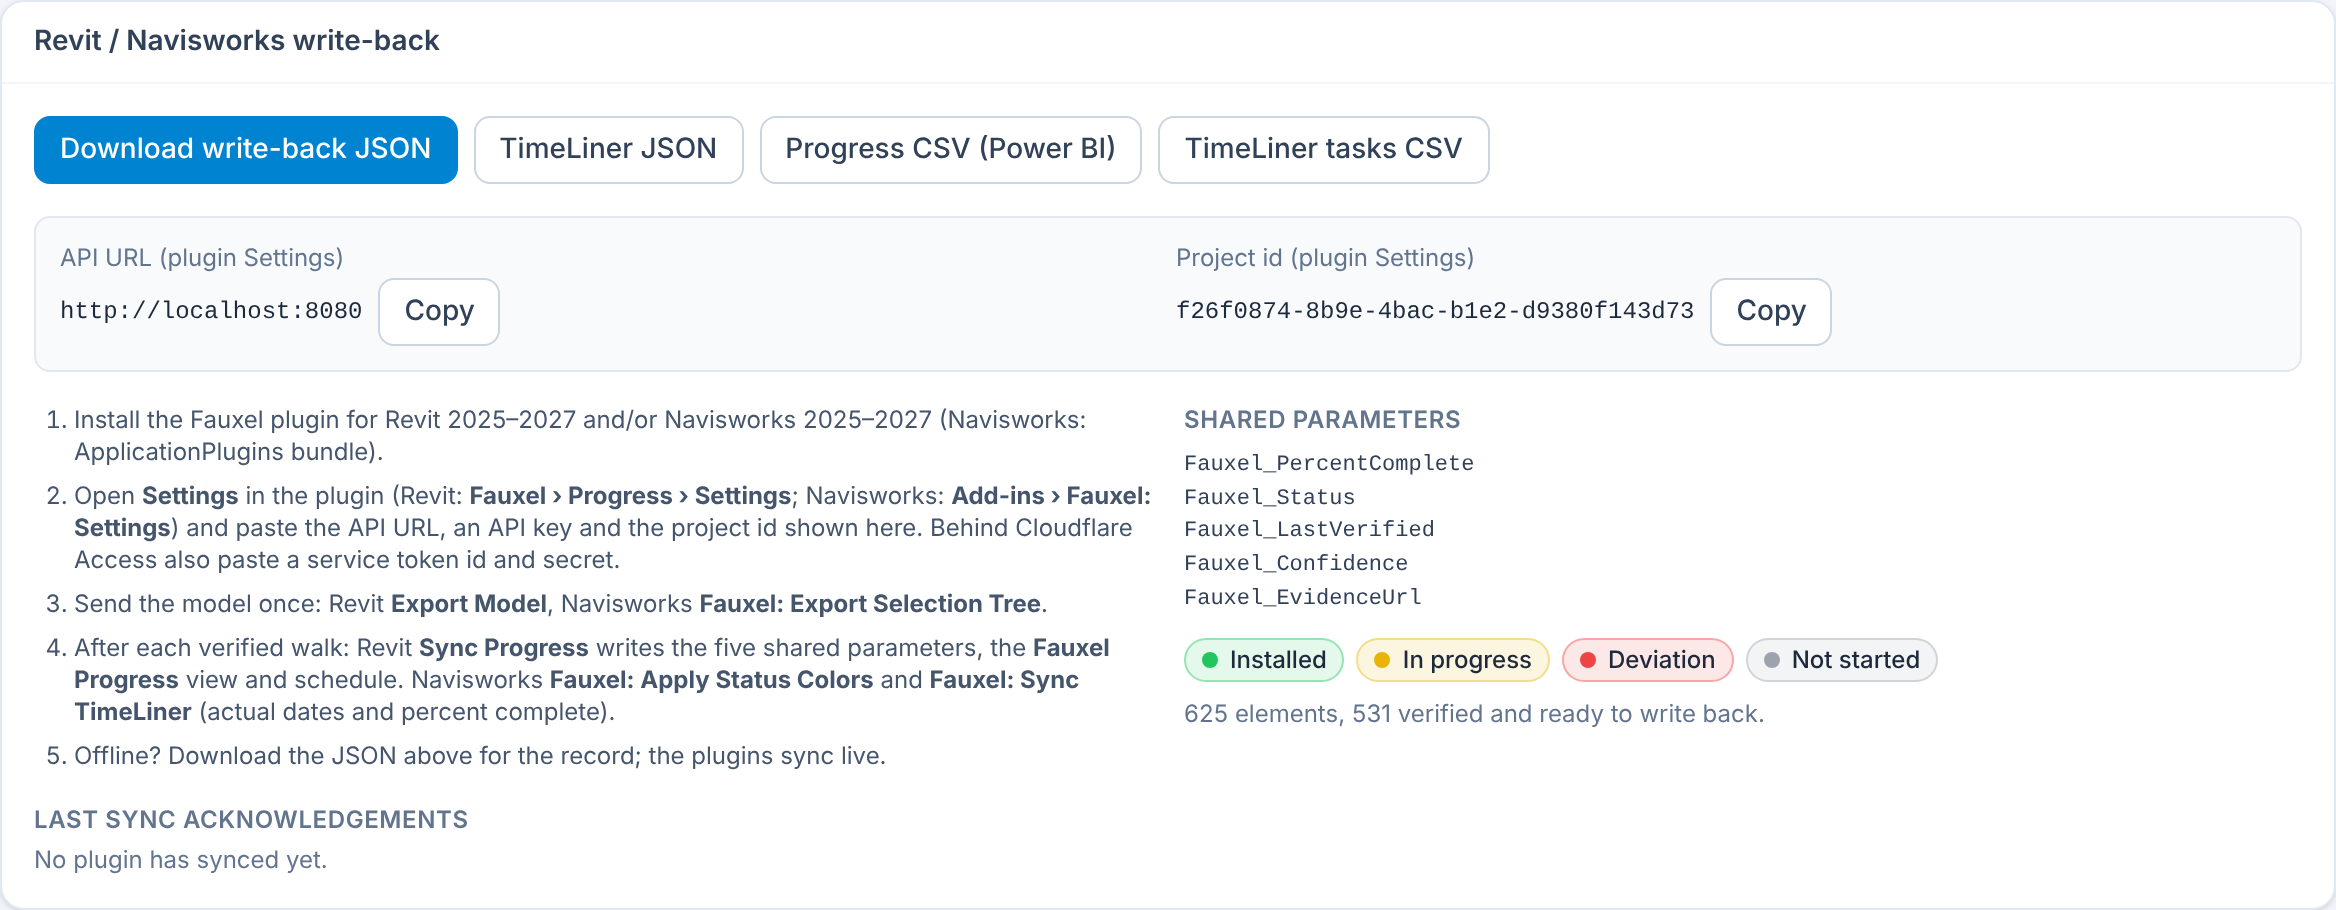 Revit / Navisworks write-back
Download write-back JSON
TimeLiner JSON
Progress CSV (Power BI)
TimeLiner tasks CSV
API URL (plugin Settings)
http://localhost:8080
Copy
Project id (plugin Settings)
f26f0874-8b9e-4bac-b1e2-d9380f143d73
Copy
1. Install the Fauxel plugin for Revit 2025–2027 and/or Navisworks 2025–2027 (Navisworks:
ApplicationPlugins bundle).
2. Open Settings in the plugin (Revit: Fauxel › Progress › Settings; Navisworks: Add-ins › Fauxel:
Settings) and paste the API URL, an API key and the project id shown here. Behind Cloudflare
Access also paste a service token id and secret.
3. Send the model once: Revit Export Model, Navisworks Fauxel: Export Selection Tree.
4. After each verified walk: Revit Sync Progress writes the five shared parameters, the Fauxel
Progress view and schedule. Navisworks Fauxel: Apply Status Colors and Fauxel: Sync
TimeLiner (actual dates and percent complete).
5. Offline? Download the JSON above for the record; the plugins sync live.
SHARED PARAMETERS
Fauxel_PercentComplete
Fauxel_Status
Fauxel_LastVerified
Fauxel_Confidence
Fauxel_EvidenceUrl
Installed
In progress
Deviation
Not started
625 elements, 531 verified and ready to write back.
LAST SYNC ACKNOWLEDGEMENTS
No plugin has synced yet.